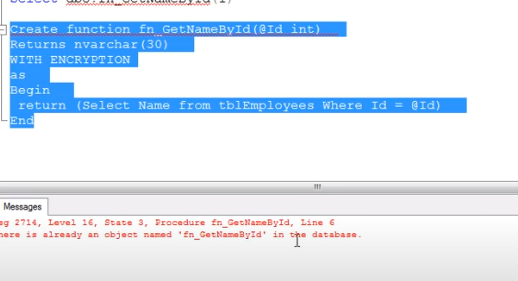 Select dbo.fn_GetNameById(1)
Create function fn_GetNameById(@Id int)
Returns nvarchar(30)
WITH ENCRYPTION
as
Begin
return (Select Name from tblEmployees Where Id = @Id)
End
Messages
sg 2714, Level 16, State 3, Procedure fn_GetNameById, Line 6
here is already an object named 'fn_GetNameById' in the database.